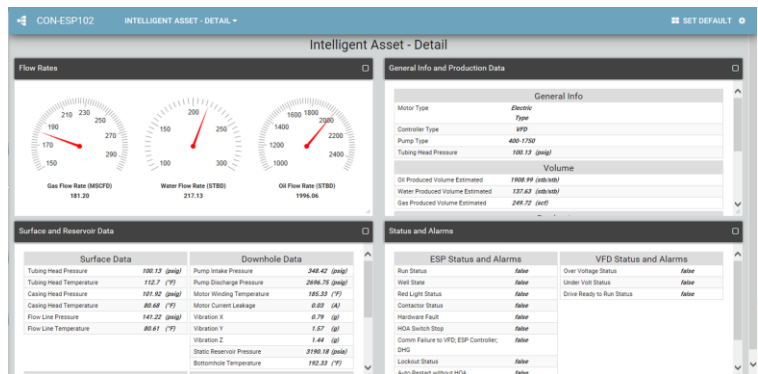 CON-ESP102 INTELLIGENT ASSET - DETAIL SET DEFAULT
Intelligent Asset - Detail
Flow Rates
150 170 190 210 230 250 270 290
Gas Flow Rate (MSCFD)
181.20
100 150 200 250 300
Water Flow Rate (STBD)
217.13
1000 1200 1400 1600 1800 2000 2200 2400
Oil Flow Rate (STBD)
1996.06
General Info and Production Data
General Info
Motor Type Electric
Type
Controller Type VFD
Pump Type 400-1750
Tubing Head Pressure 100.13 (psig)
Volume
Oil Produced Volume Estimated 1908.99 (stb/stb)
Water Produced Volume Estimated 137.63 (stb/stb)
Gas Produced Volume Estimated 249.72 (scf)
Surface and Reservoir Data
Surface Data
Tubing Head Pressure 100.13 (psig)
Tubing Head Temperature 112.7 (°F)
Casing Head Pressure 101.92 (psig)
Casing Head Temperature 80.68 (°F)
Flow Line Pressure 141.22 (psig)
Flow Line Temperature 80.61 (°F)
Downhole Data
Pump Intake Pressure 348.42 (psig)
Pump Discharge Pressure 2696.75 (psig)
Motor Winding Temperature 185.33 (°F)
Motor Current Leakage 0.03 (A)
Vibration X 0.79 (g)
Vibration Y 1.57 (g)
Vibration Z 1.44 (g)
Static Reservoir Pressure 3190.18 (psia)
Bottomhole Temperature 192.33 (°F)
Status and Alarms
ESP Status and Alarms
Run Status false
Well State false
Red Light Status false
Contactor Status false
Hardware Fault false
HOA Switch Stop false
Comm Failure to VFD; ESP Controller; false
DHG
Lockout Status false
Auto Restart without HOA false
VFD Status and Alarms
Over Voltage Status false
Under Volt Status false
Drive Ready to Run Status false